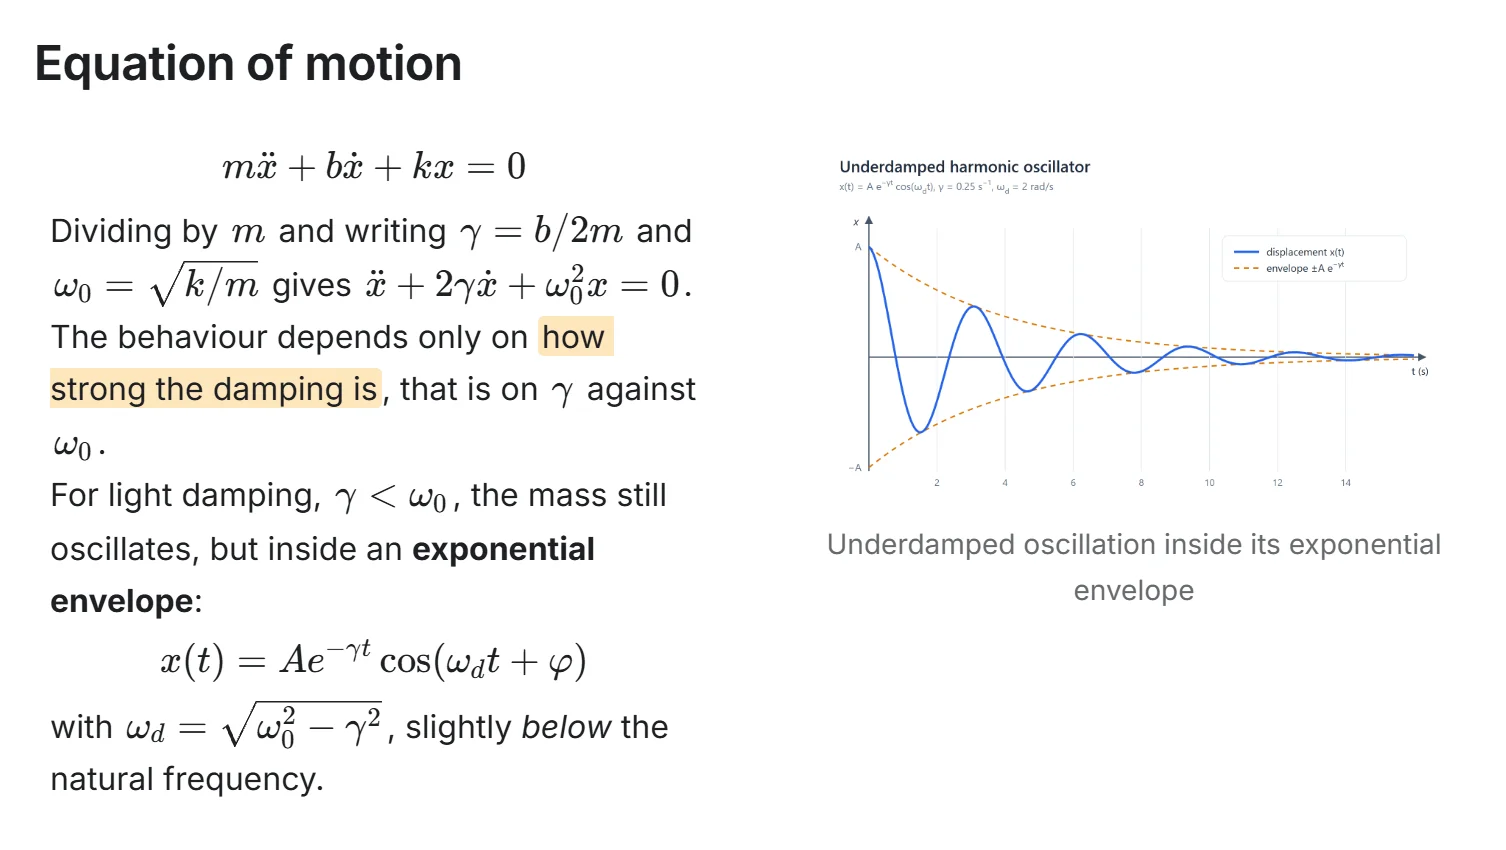 Equation of motion
mẍ + bẋ + kx = 0
Dividing by m and writing γ = b/2m and
ω₀ = √(k/m) gives ẍ + 2γẋ + ω₀²x = 0.
The behaviour depends only on how
strong the damping is, that is on γ against
ω₀.
For light damping, γ < ω₀, the mass still
oscillates, but inside an exponential
envelope:
x(t) = Ae^{−γt} cos(ω_d t + φ)
with ω_d = √(ω₀² − γ²), slightly below the
natural frequency.
Underdamped harmonic oscillator
x(t) = A e^{−γt} cos(ω_d t), γ = 0.25 s⁻¹, ω_d = 2 rad/s
x
A
−A
displacement x(t)
envelope ±A e^{−γt}
t (s)
2 4 6 8 10 12 14
Underdamped oscillation inside its exponential
envelope